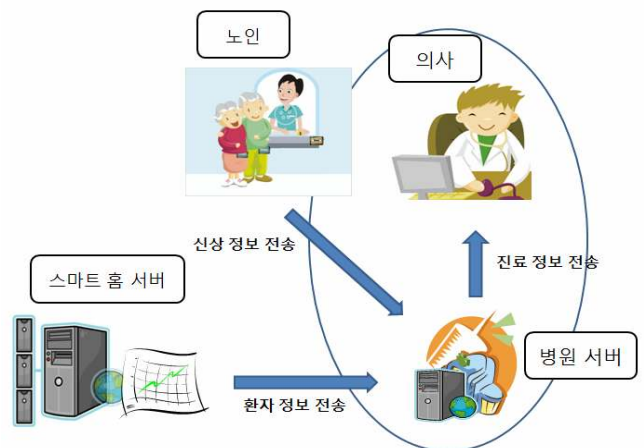 노인
의사
신상 정보 전송
진료 정보 전송
스마트 홈 서버
병원 서버
환자 정보 전송